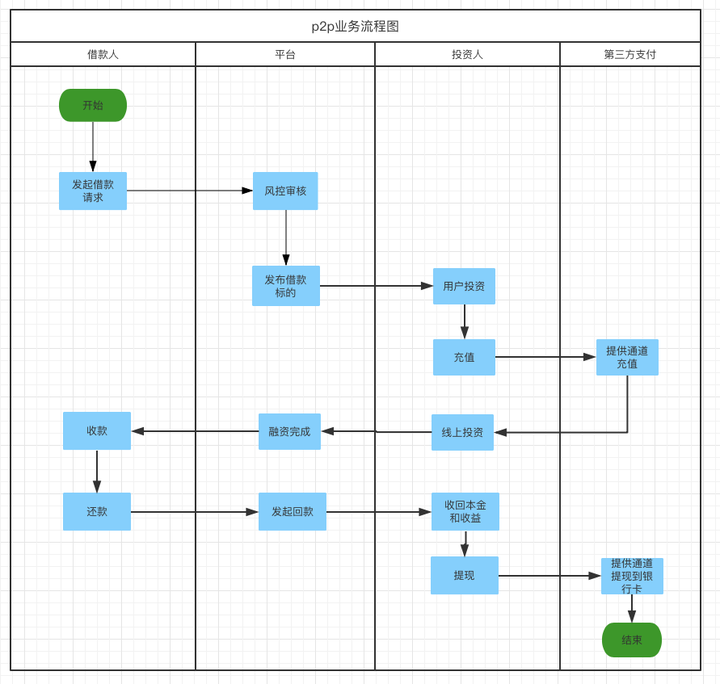 p2p业务流程图
借款人
平台
投资人
第三方支付
开始
发起借款
请求
风控审核
发布借款
标的
用户投资
充值
提供通道
充值
收款
融资完成
线上投资
还款
发起回款
收回本金
和收益
提现
提供通道
提现到银
行卡
结束